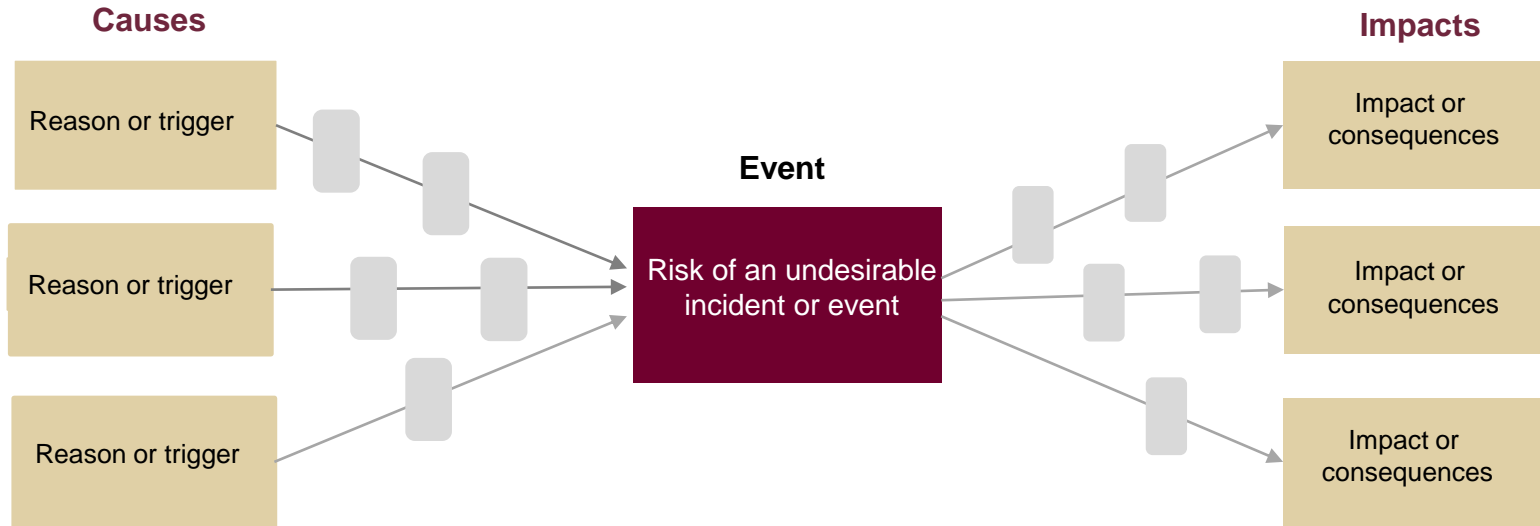 Causes
Impacts
Reason or trigger
Impact or
consequences
Event
Reason or trigger
Risk of an undesirable
incident or event
Impact or
consequences
Reason or trigger
Impact or
consequences